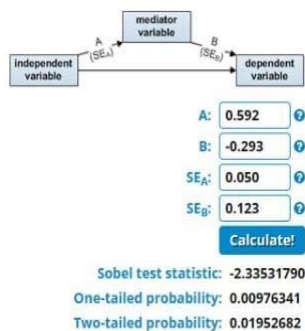 mediator
variable
A
(SEA)
B
(SEB)
independent
variable
dependent
variable
A: 0.592 ?
B: -0.293 ?
SEA: 0.050 ?
SEB: 0.123 ?
Calculate!
Sobel test statistic: -2.33531790
One-tailed probability: 0.00976341
Two-tailed probability: 0.01952682